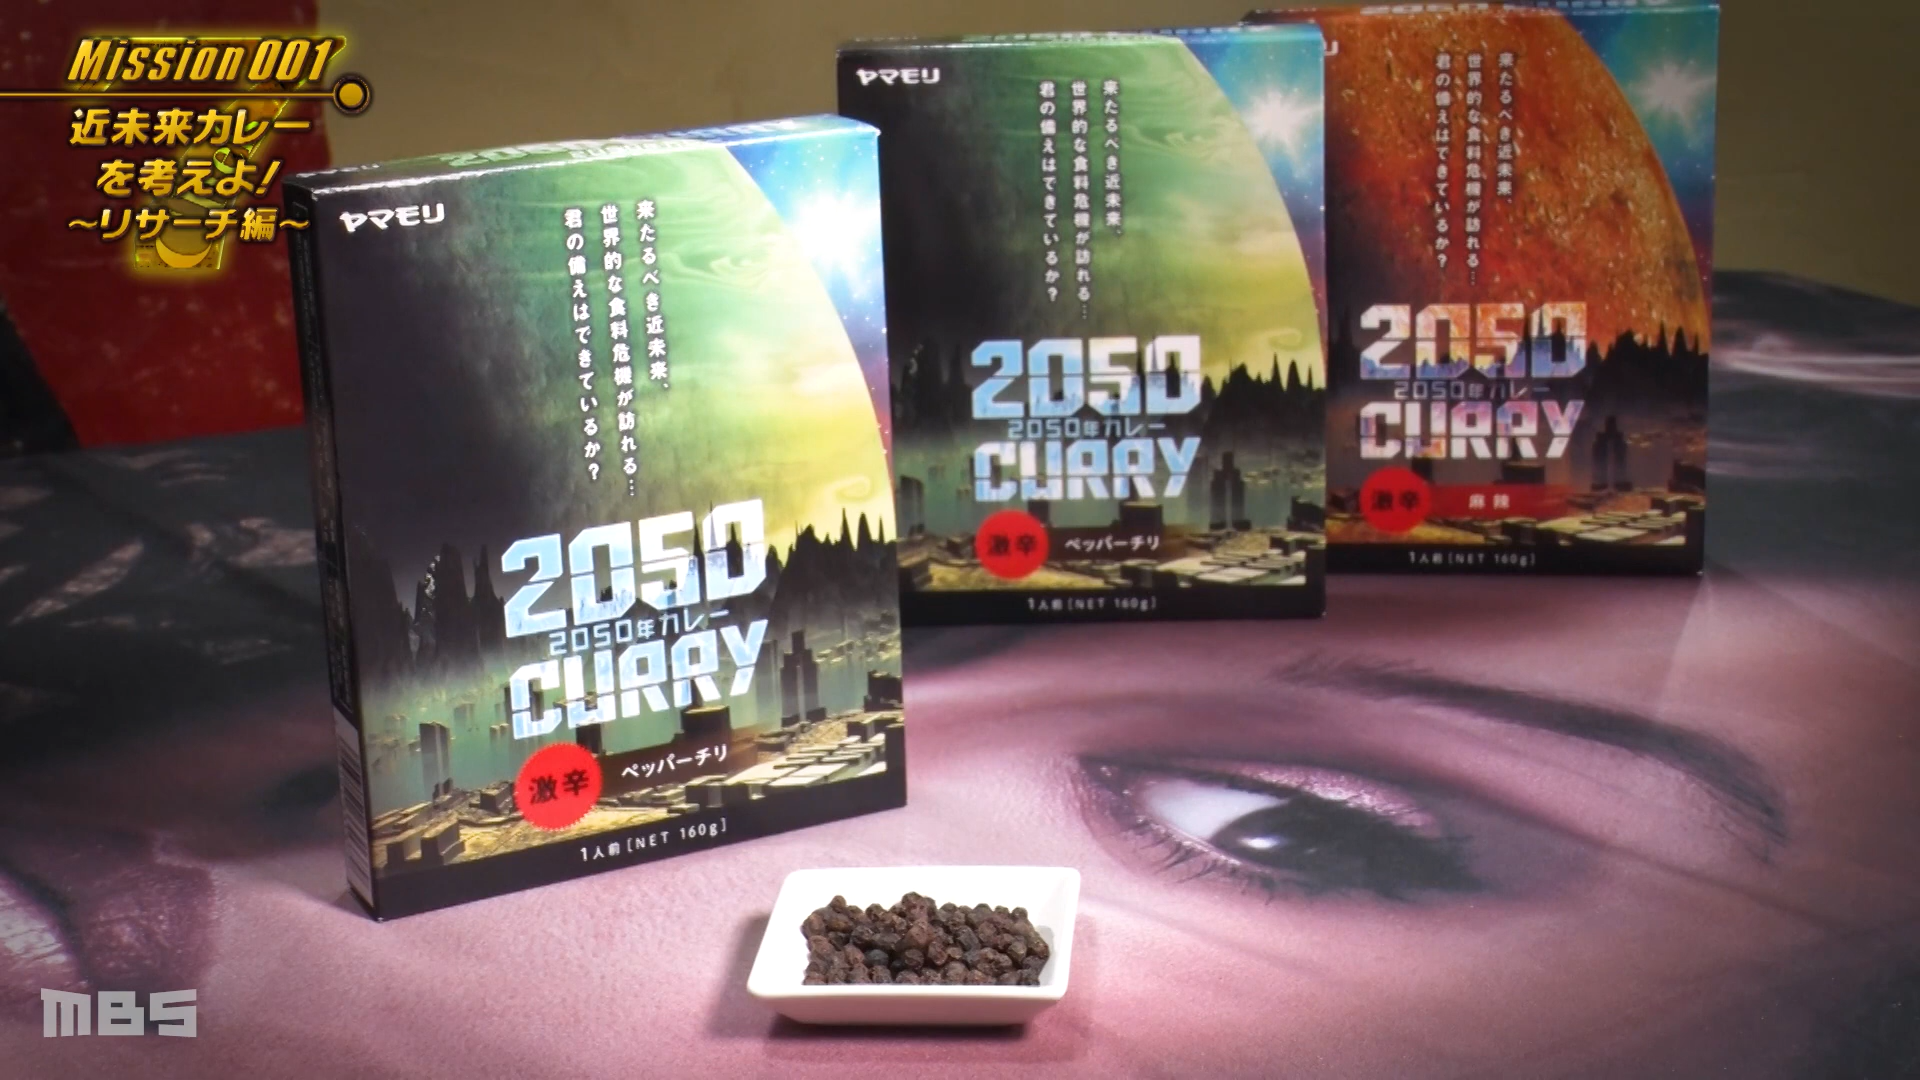 Mission 001
近未来カレー
を考えよ!
~リサーチ編~
ヤマモリ
来たるべき近未来、
世界的な食料危機が訪れる…
君の備えはできているか?
2050
2050年カレー
CURRY
激辛
ペッパーチリ
1人前[NET 160g]
ヤマモリ
来たるべき近未来、
世界的な食料危機が訪れる…
君の備えはできているか?
2050
2050年カレー
CURRY
激辛
ペッパーチリ
1人前[NET 160g]
来たるべき近未来、
世界的な食料危機が訪れる…
君の備えはできているか?
2050
2050年カレー
CURRY
激辛
麻辣
1人前[NET 160g]
MBS